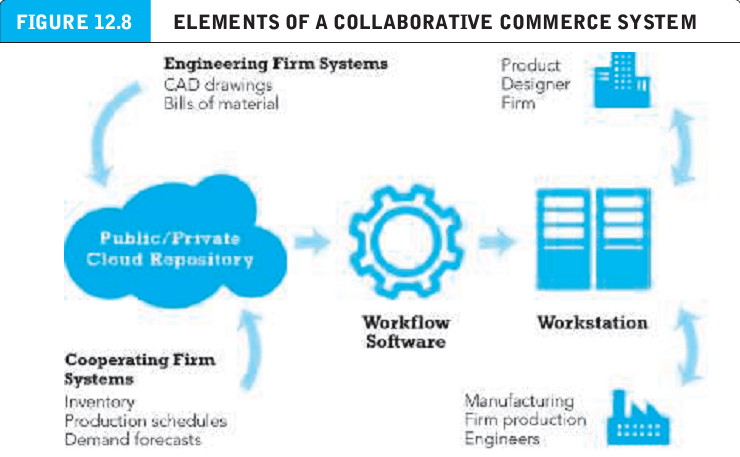 FIGURE 12.8 ELEMENTS OF A COLLABORATIVE COMMERCE SYSTEM
Engineering Firm Systems
CAD drawings
Bills of material
Product
Designer
Firm
Public/Private
Cloud Repository
Workflow
Software
Workstation
Cooperating Firm
Systems
Inventory
Production schedules
Demand forecasts
Manufacturing
Firm production
Engineers